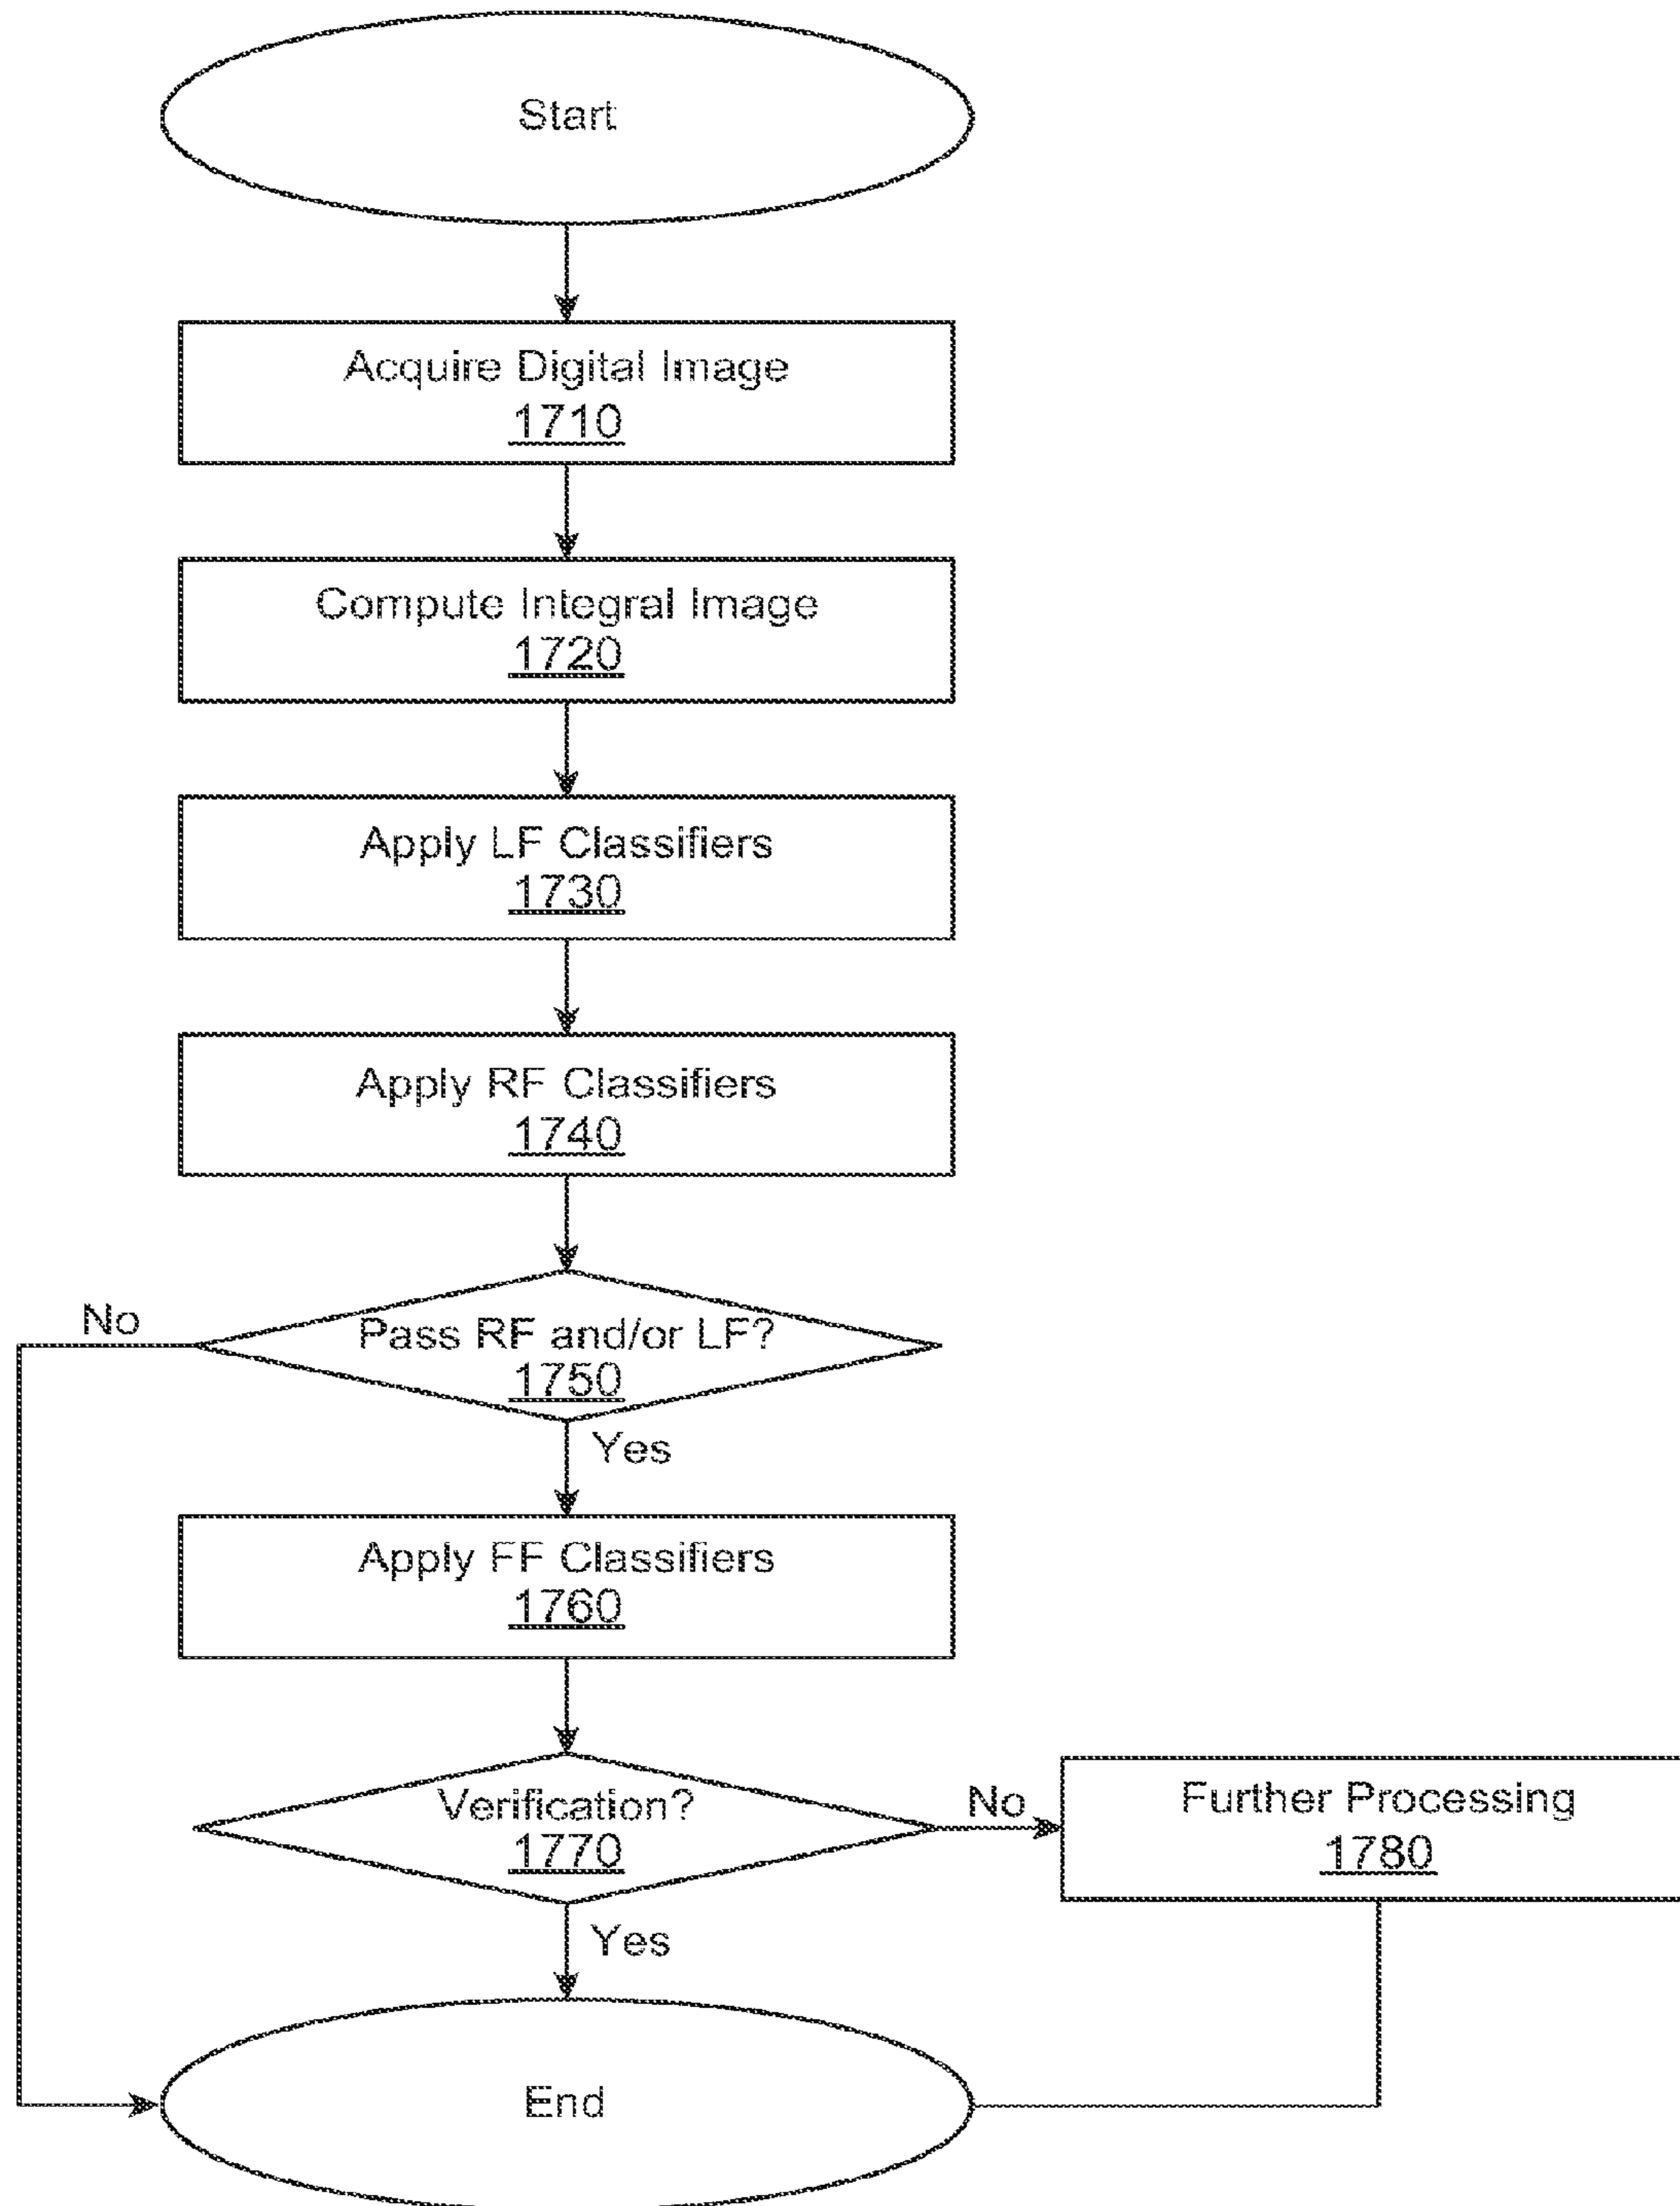 Start
Acquire Digital Image
1710
Compute Integral Image
1720
Apply LF Classifiers
1730
Apply RF Classifiers
1740
No
Pass RF and/or LF?
1750
Yes
Apply FF Classifiers
1760
Verification?
1770
No
Further Processing
1780
Yes
End